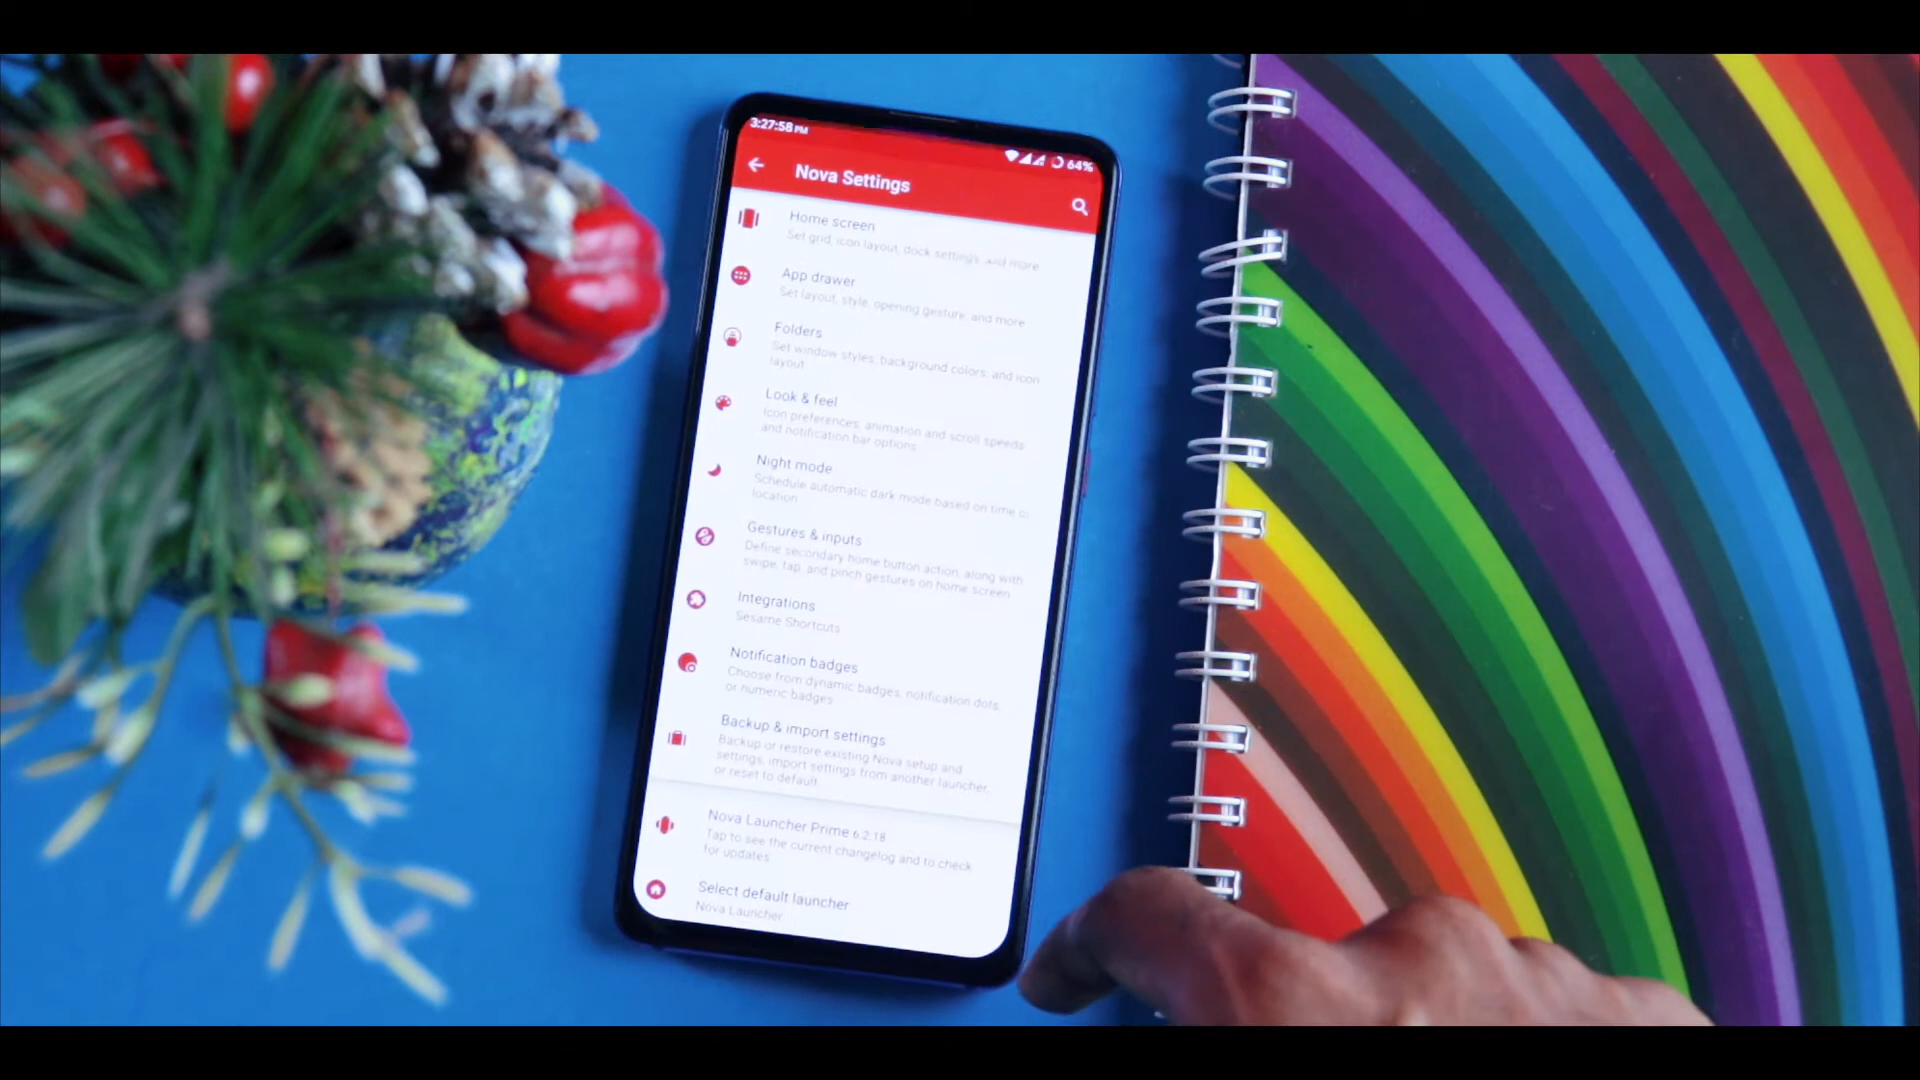 3:27:58 PM
64%
Nova Settings
Home screen
Set grid, icon layout, dock settings, and more
App drawer
Set layout, style, opening gesture, and more
Folders
Set window styles, background colors, and icon
layout
Look & feel
Icon preferences, animation and scroll speeds
and notification bar options
Night mode
Schedule automatic dark mode based on time or
location
Gestures & inputs
Define secondary home button action, along with
swipe, tap, and pinch gestures on home screen
Integrations
Sesame Shortcuts
Notification badges
Choose from dynamic badges, notification dots,
or numeric badges
Backup & import settings
Backup or restore existing Nova setup and
settings, import settings from another launcher,
or reset to default
Nova Launcher Prime 6.2.18
Tap to see the current changelog and to check
for updates
Select default launcher
Nova Launcher